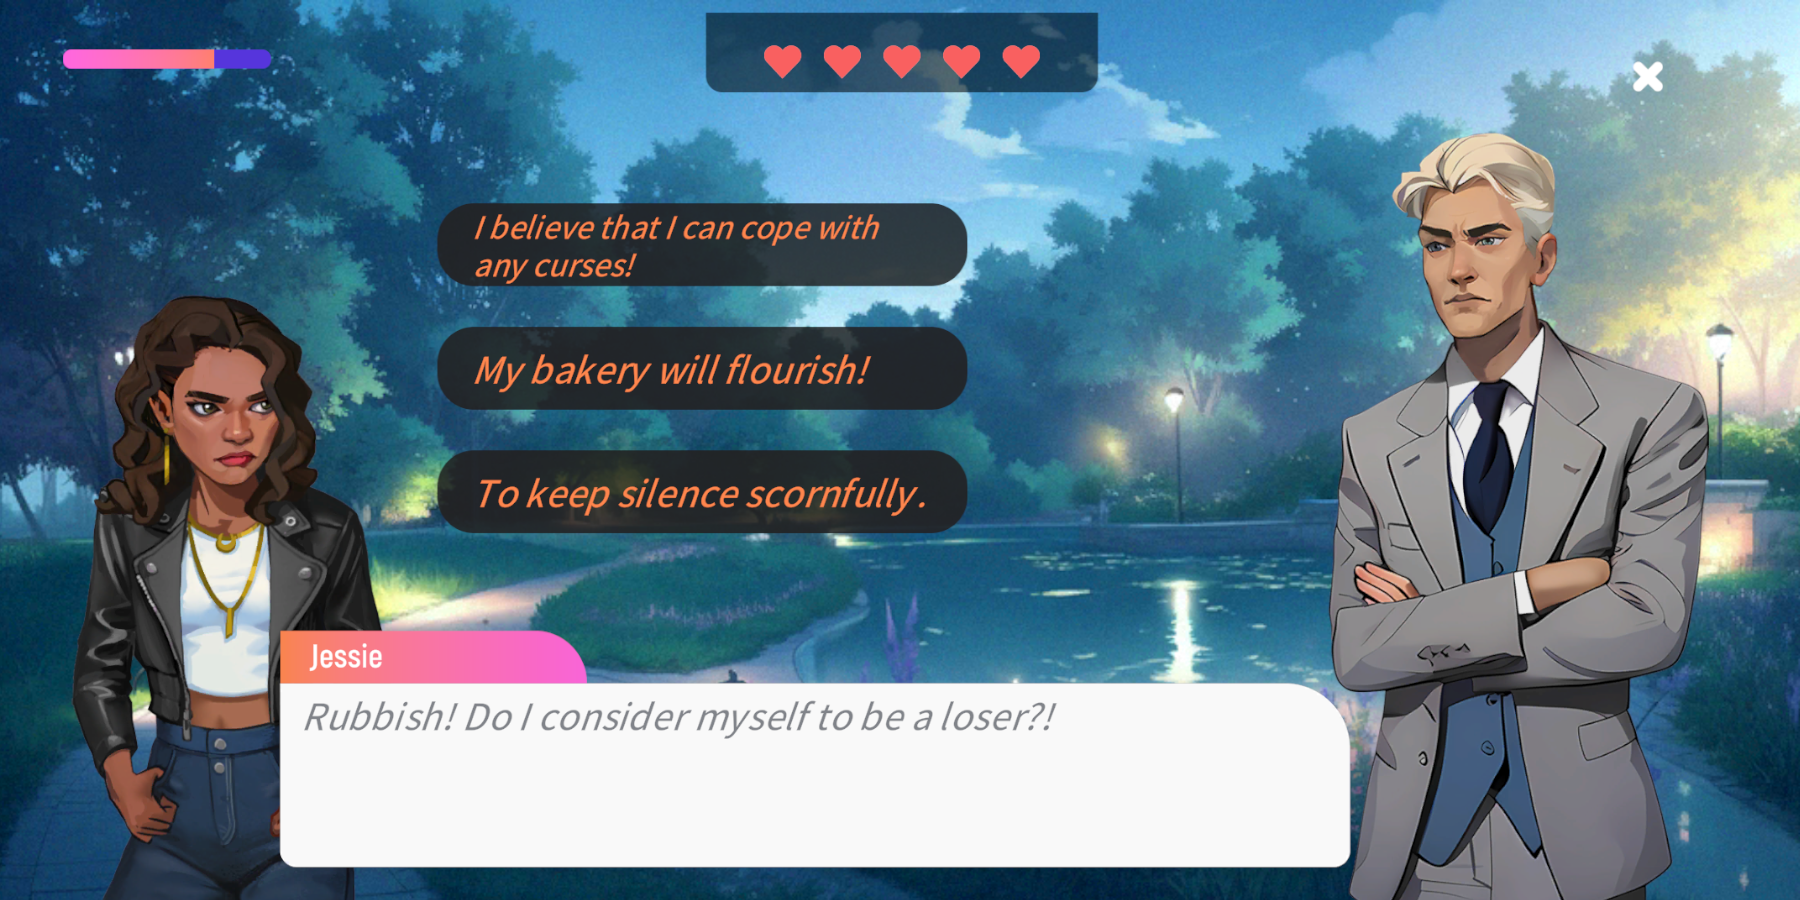 I believe that I can cope with
any curses!
My bakery will flourish!
To keep silence scornfully.
Jessie
Rubbish! Do I consider myself to be a loser?!